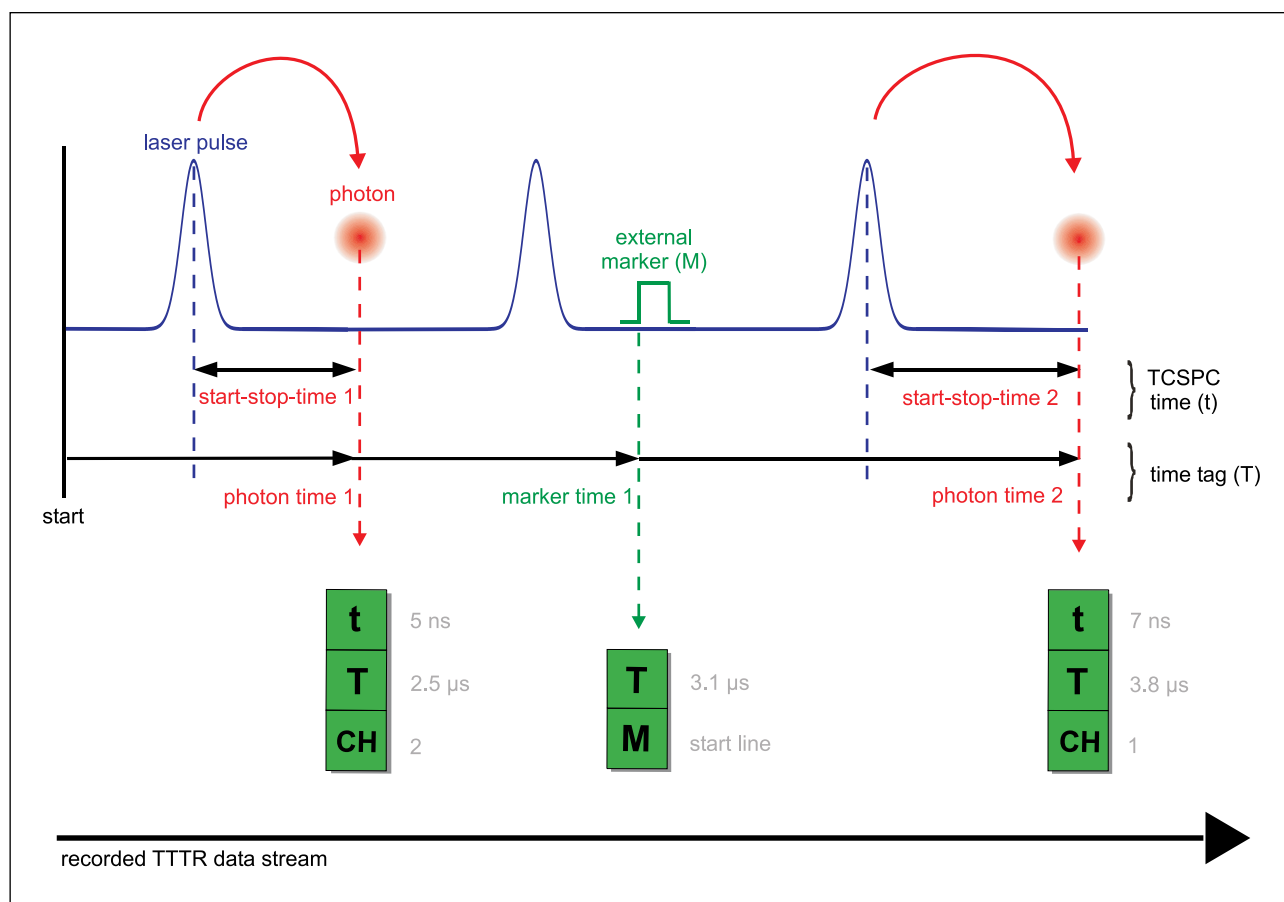 laser pulse
photon
external
marker (M)
start-stop-time 1
start-stop-time 2
TCSPC
time (t)
photon time 1
marker time 1
photon time 2
time tag (T)
start
t
5 ns
T
2.5 µs
CH
2
T
3.1 µs
M
start line
t
7 ns
T
3.8 µs
CH
1
recorded TTTR data stream